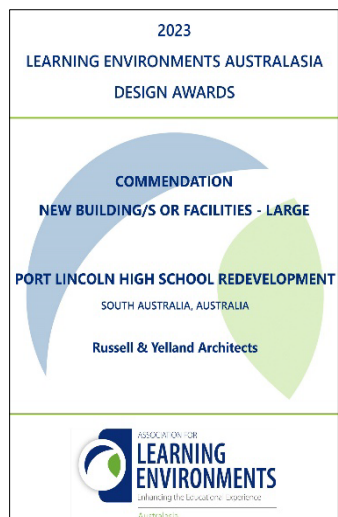 2023
LEARNING ENVIRONMENTS AUSTRALASIA
DESIGN AWARDS
COMMENDATION
NEW BUILDING/S OR FACILITIES - LARGE
PORT LINCOLN HIGH SCHOOL REDEVELOPMENT
SOUTH AUSTRALIA, AUSTRALIA
Russell & Yelland Architects
ASSOCIATION FOR
LEARNING
ENVIRONMENTS
Enhancing the Educational Experience
Australasia